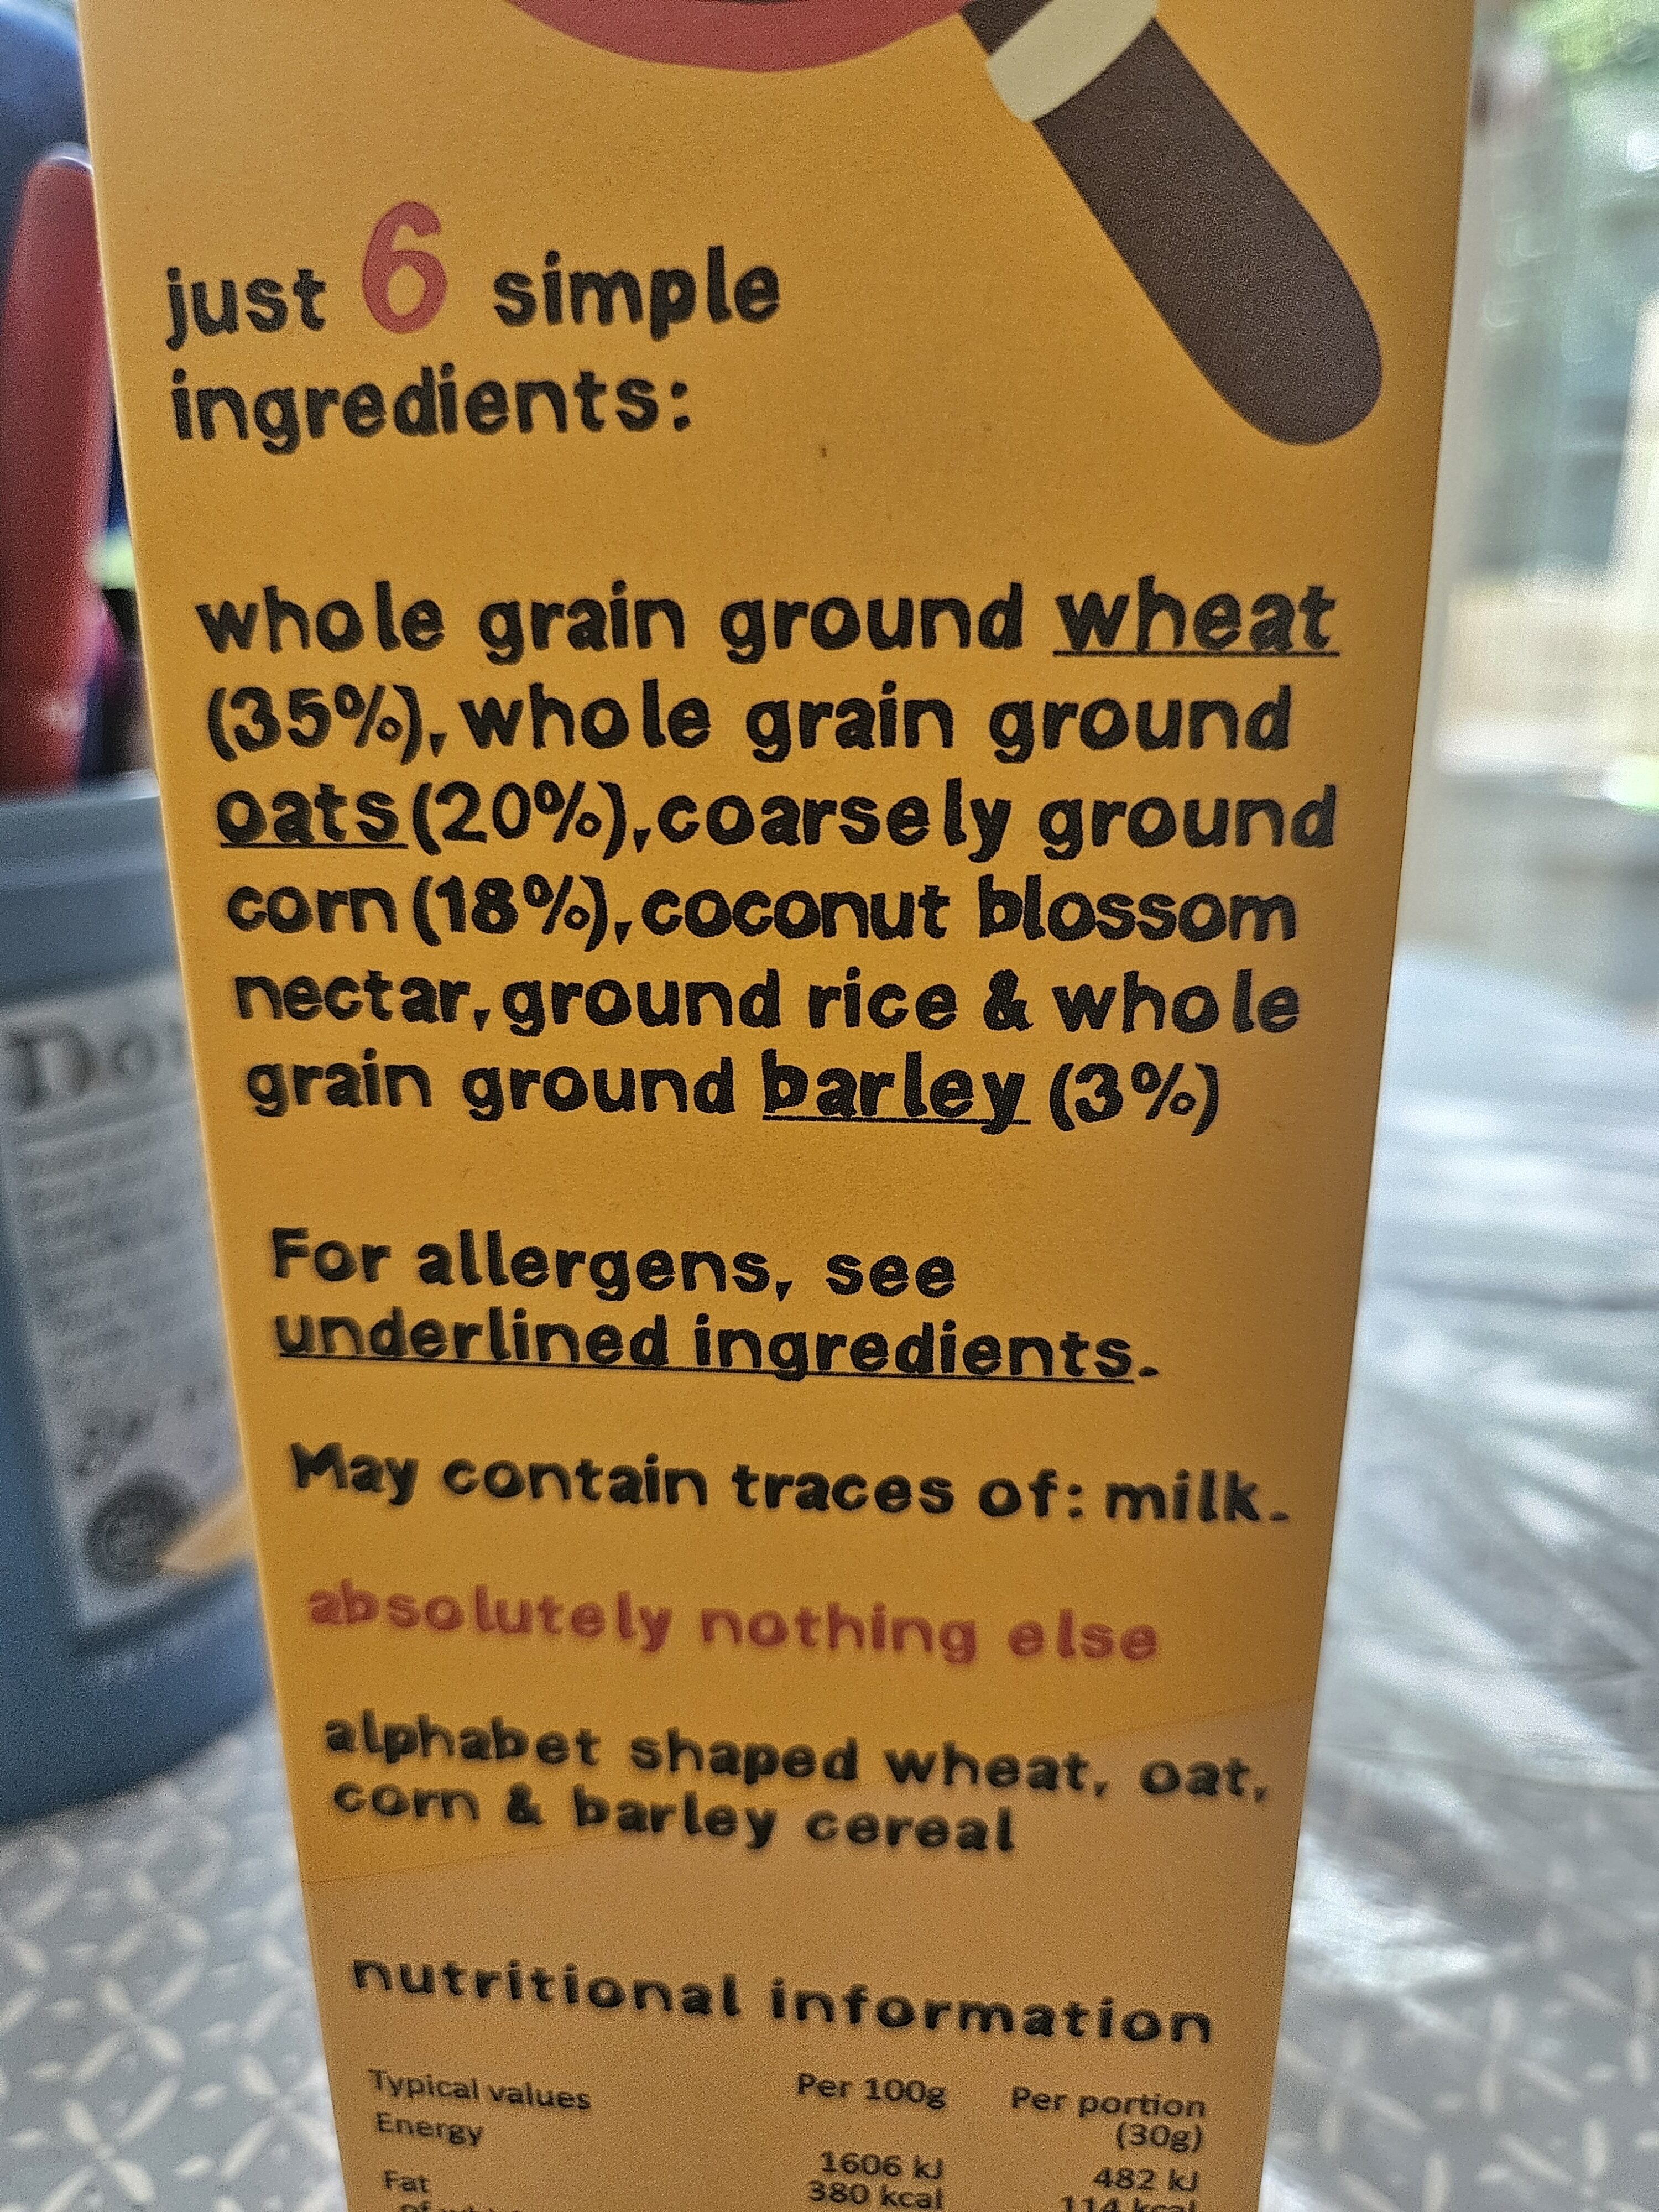 just 6 simple
ingredients:
whole grain ground wheat
(35%), whole grain ground
oats (20%), coarsely ground
corn (18%), coconut blossom
nectar, ground rice & whole
grain ground barley (3%)
For allergens, see
underlined ingredients.
May contain traces of: milk.
absolutely nothing else
alphabet shaped wheat, oat,
corn & barley cereal
nutritional information
Typical values Per 100g Per portion
(30g)
Energy
1606 kJ 482 kJ
380 kcal 114 kcal
Fat